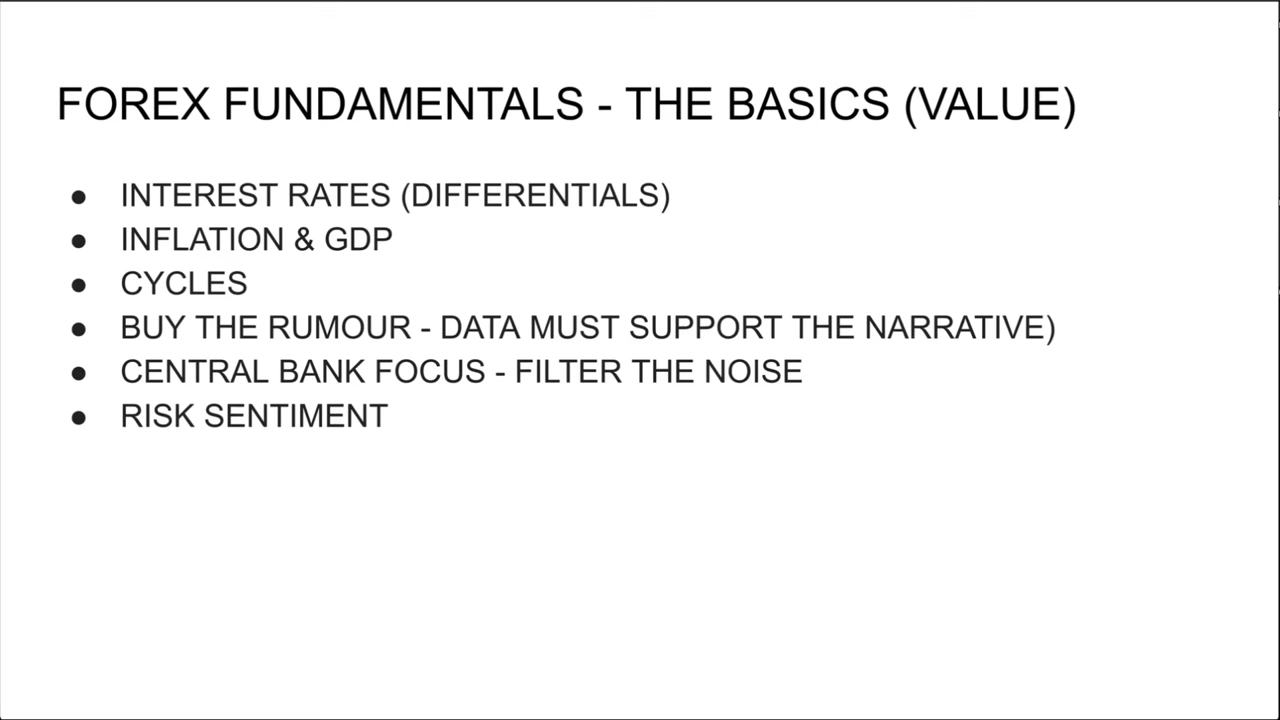 FOREX FUNDAMENTALS - THE BASICS (VALUE)
● INTEREST RATES (DIFFERENTIALS)
● INFLATION & GDP
● CYCLES
● BUY THE RUMOUR - DATA MUST SUPPORT THE NARRATIVE)
● CENTRAL BANK FOCUS - FILTER THE NOISE
● RISK SENTIMENT